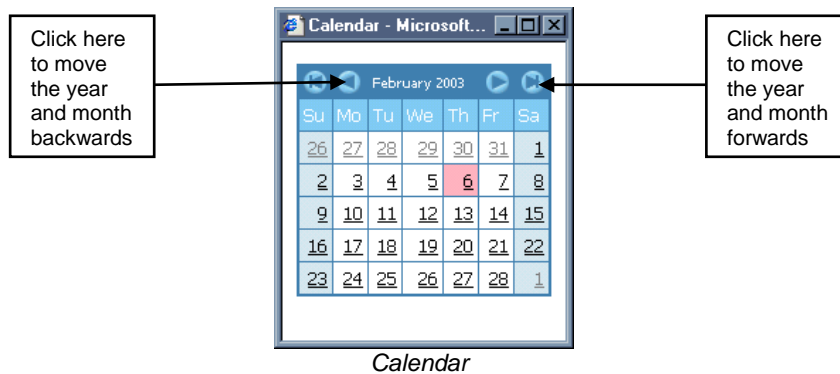 Calendar - Microsoft...
Click here
to move
the year
and month
backwards
Click here
to move
the year
and month
forwards
February 2003
Su Mo Tu We Th Fr Sa
26 27 28 29 30 31 1
2 3 4 5 6 7 8
9 10 11 12 13 14 15
16 17 18 19 20 21 22
23 24 25 26 27 28 1
Calendar